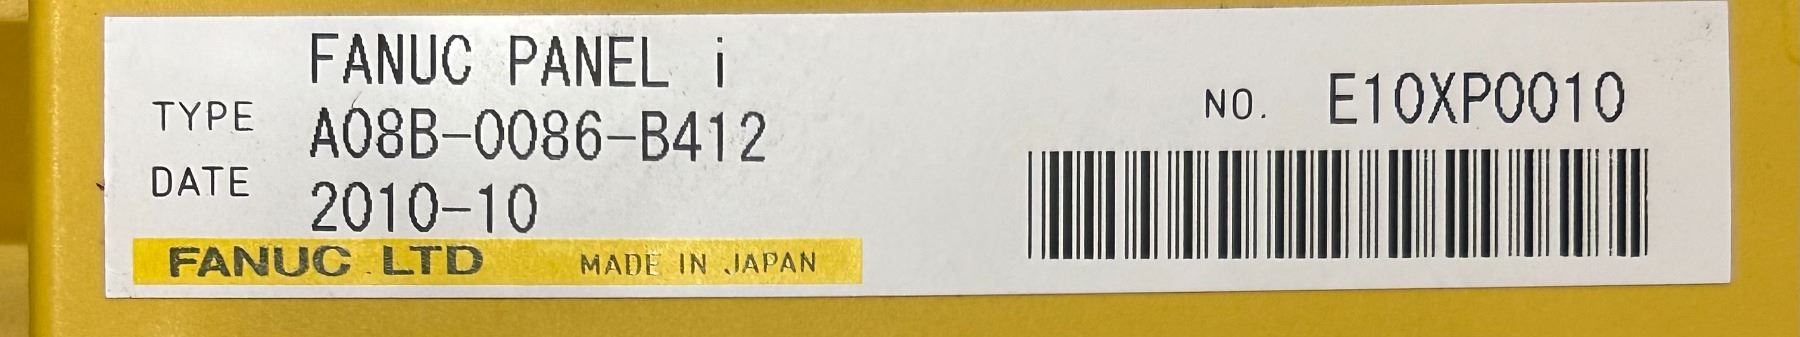 FANUC PANEL i
TYPE A08B-0086-B412
DATE 2010-10
FANUC LTD MADE IN JAPAN
NO. E10XP0010